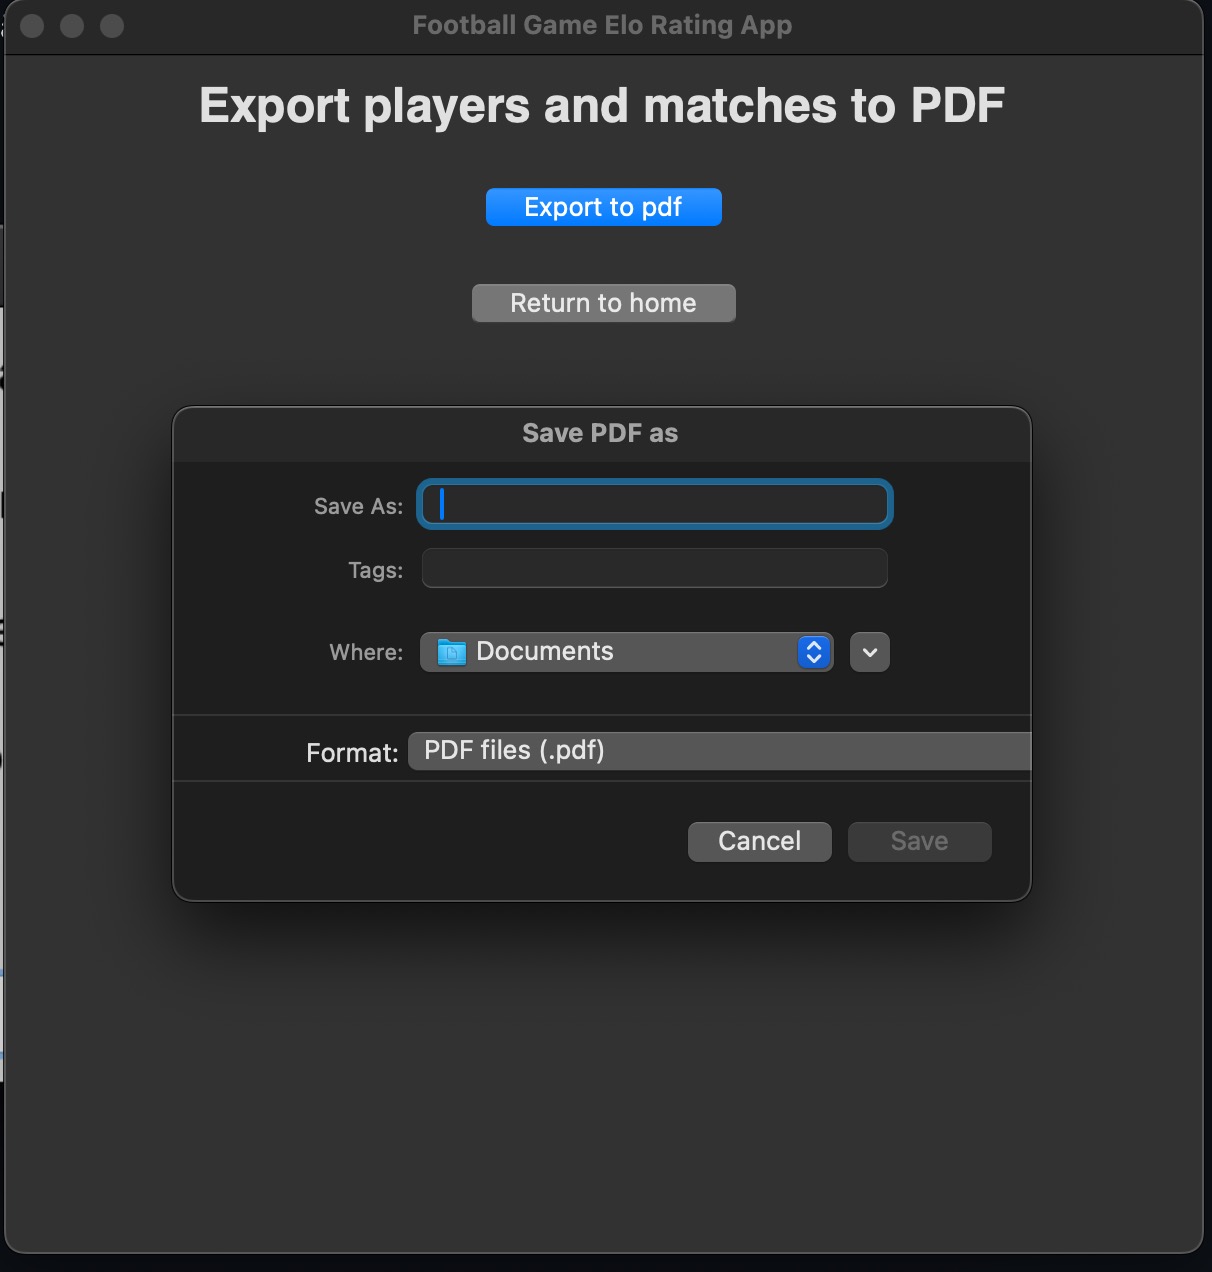 Football Game Elo Rating App
Export players and matches to PDF
Export to pdf
Return to home
Save PDF as
Save As:
Tags:
Where: Documents
Format: PDF files (.pdf)
Cancel Save